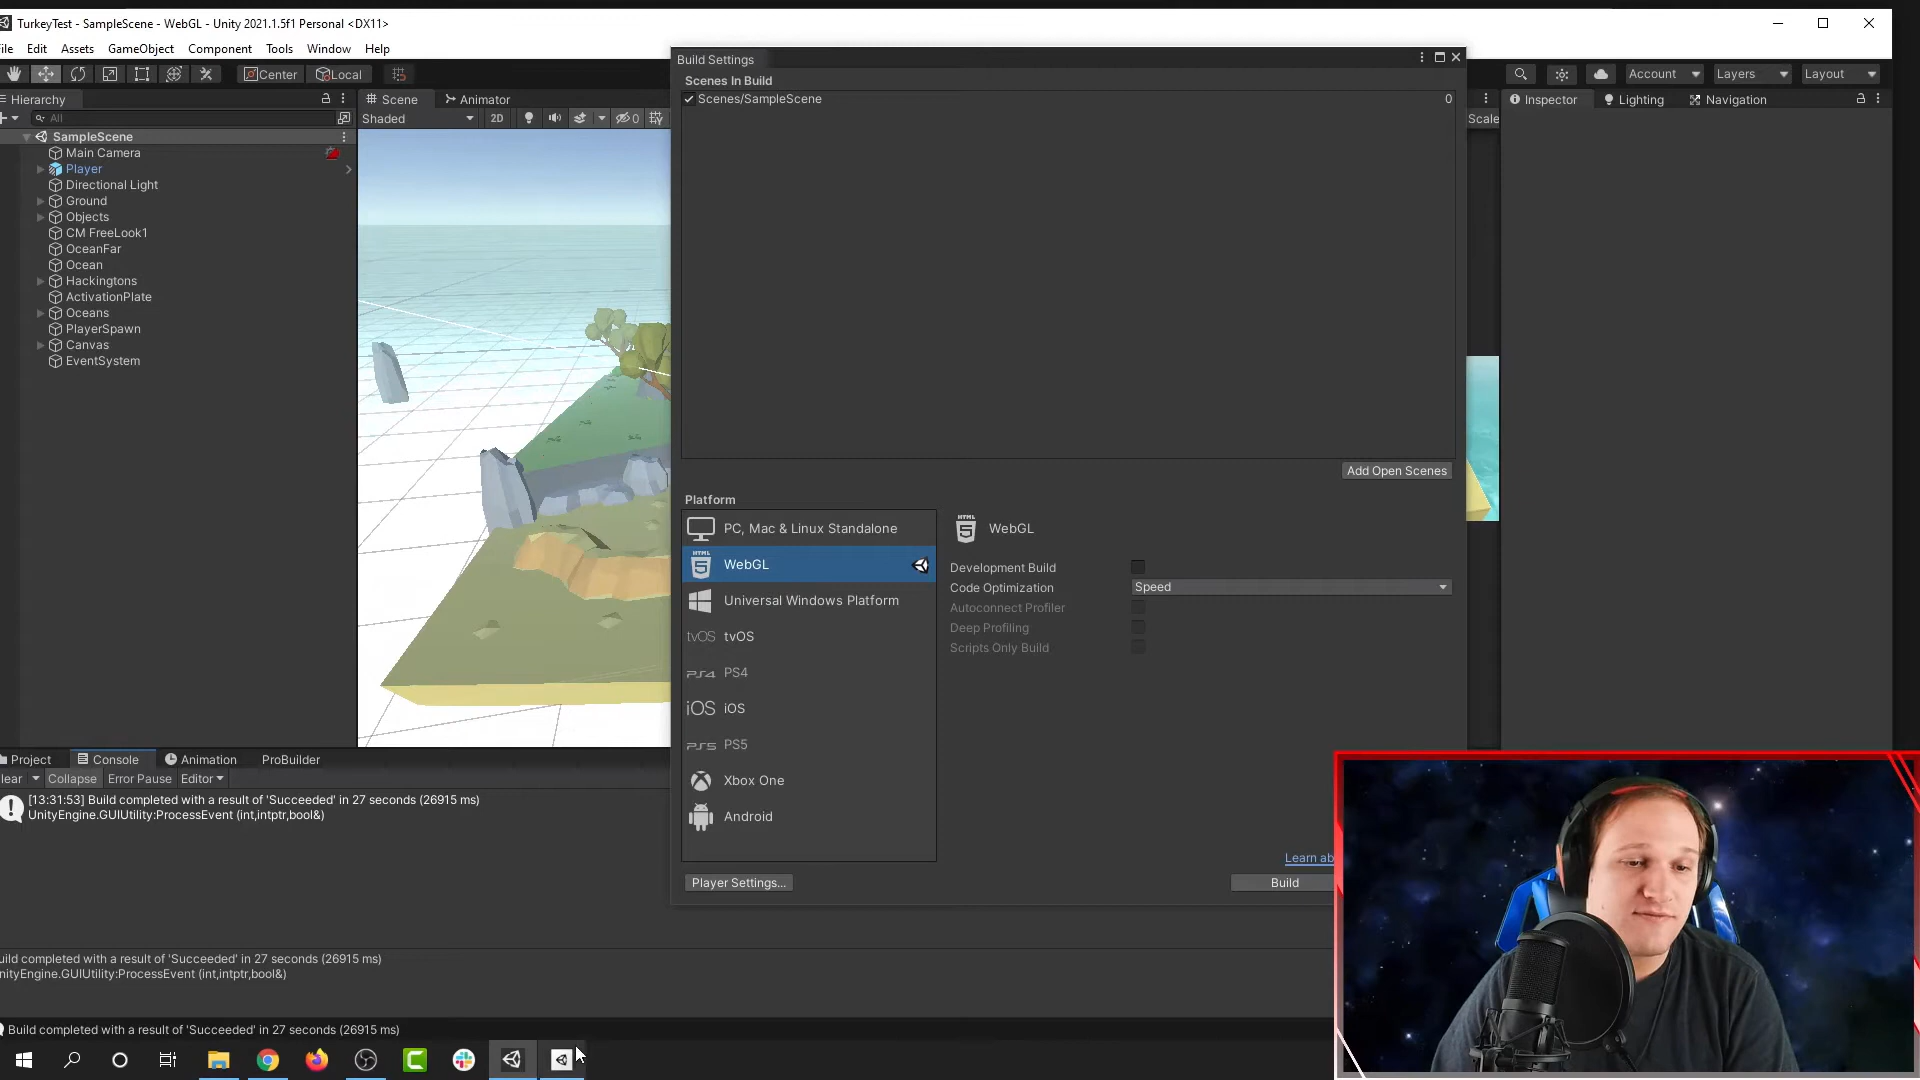 TurkeyTest - SampleScene - WebGL - Unity 2021.1.5f1 Personal <DX11>
ile Edit Assets GameObject Component Tools Window Help
Center Local
Account Layers Layout
Hierarchy
All
SampleScene
Main Camera
Player
Directional Light
Ground
Objects
CM FreeLook1
OceanFar
Ocean
Hackingtons
ActivationPlate
Oceans
PlayerSpawn
Canvas
EventSystem
Scene Animator
Shaded 2D 0
Build Settings
Scenes In Build
Scenes/SampleScene 0
Add Open Scenes
Platform
PC, Mac & Linux Standalone
HTML 5 WebGL
Universal Windows Platform
tvOS tvOS
PS4 PS4
iOS iOS
PS5 PS5
Xbox One
Android
HTML 5 WebGL
Development Build
Code Optimization Speed
Autoconnect Profiler
Deep Profiling
Scripts Only Build
Learn ab
Player Settings... Build
Inspector Lighting Navigation
Scale
Project Console Animation ProBuilder
lear Collapse Error Pause Editor
[13:31:53] Build completed with a result of 'Succeeded' in 27 seconds (26915 ms)
UnityEngine.GUIUtility:ProcessEvent (int,intptr,bool&)
uild completed with a result of 'Succeeded' in 27 seconds (26915 ms)
nityEngine.GUIUtility:ProcessEvent (int,intptr,bool&)
Build completed with a result of 'Succeeded' in 27 seconds (26915 ms)